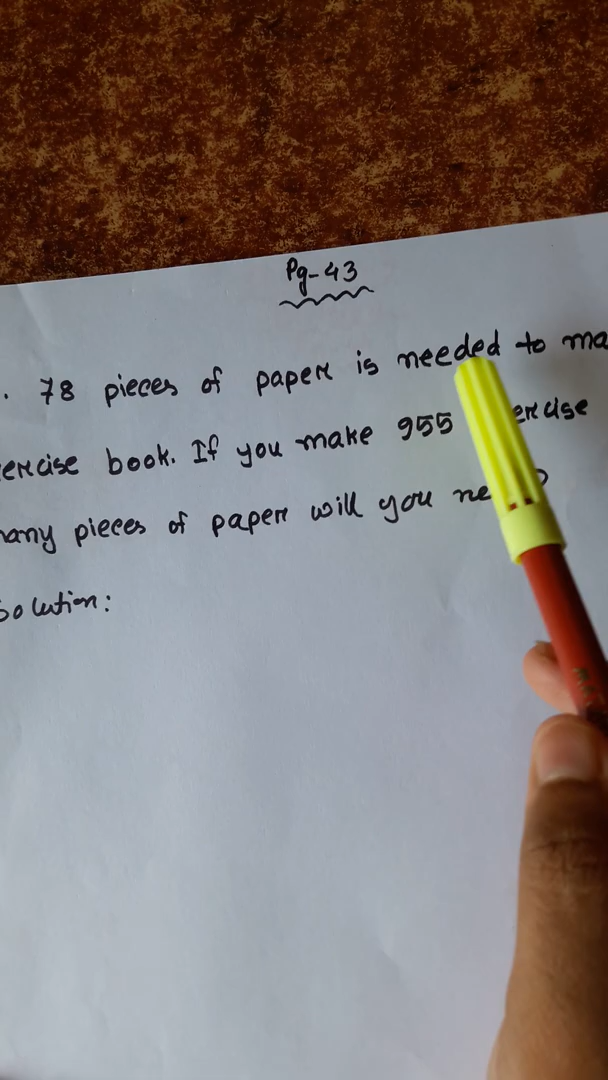 Pg-43
. 78 pieces of paper is needed to ma
ercise book. If you make 955 ercise
many pieces of paper will you ne
Solution: